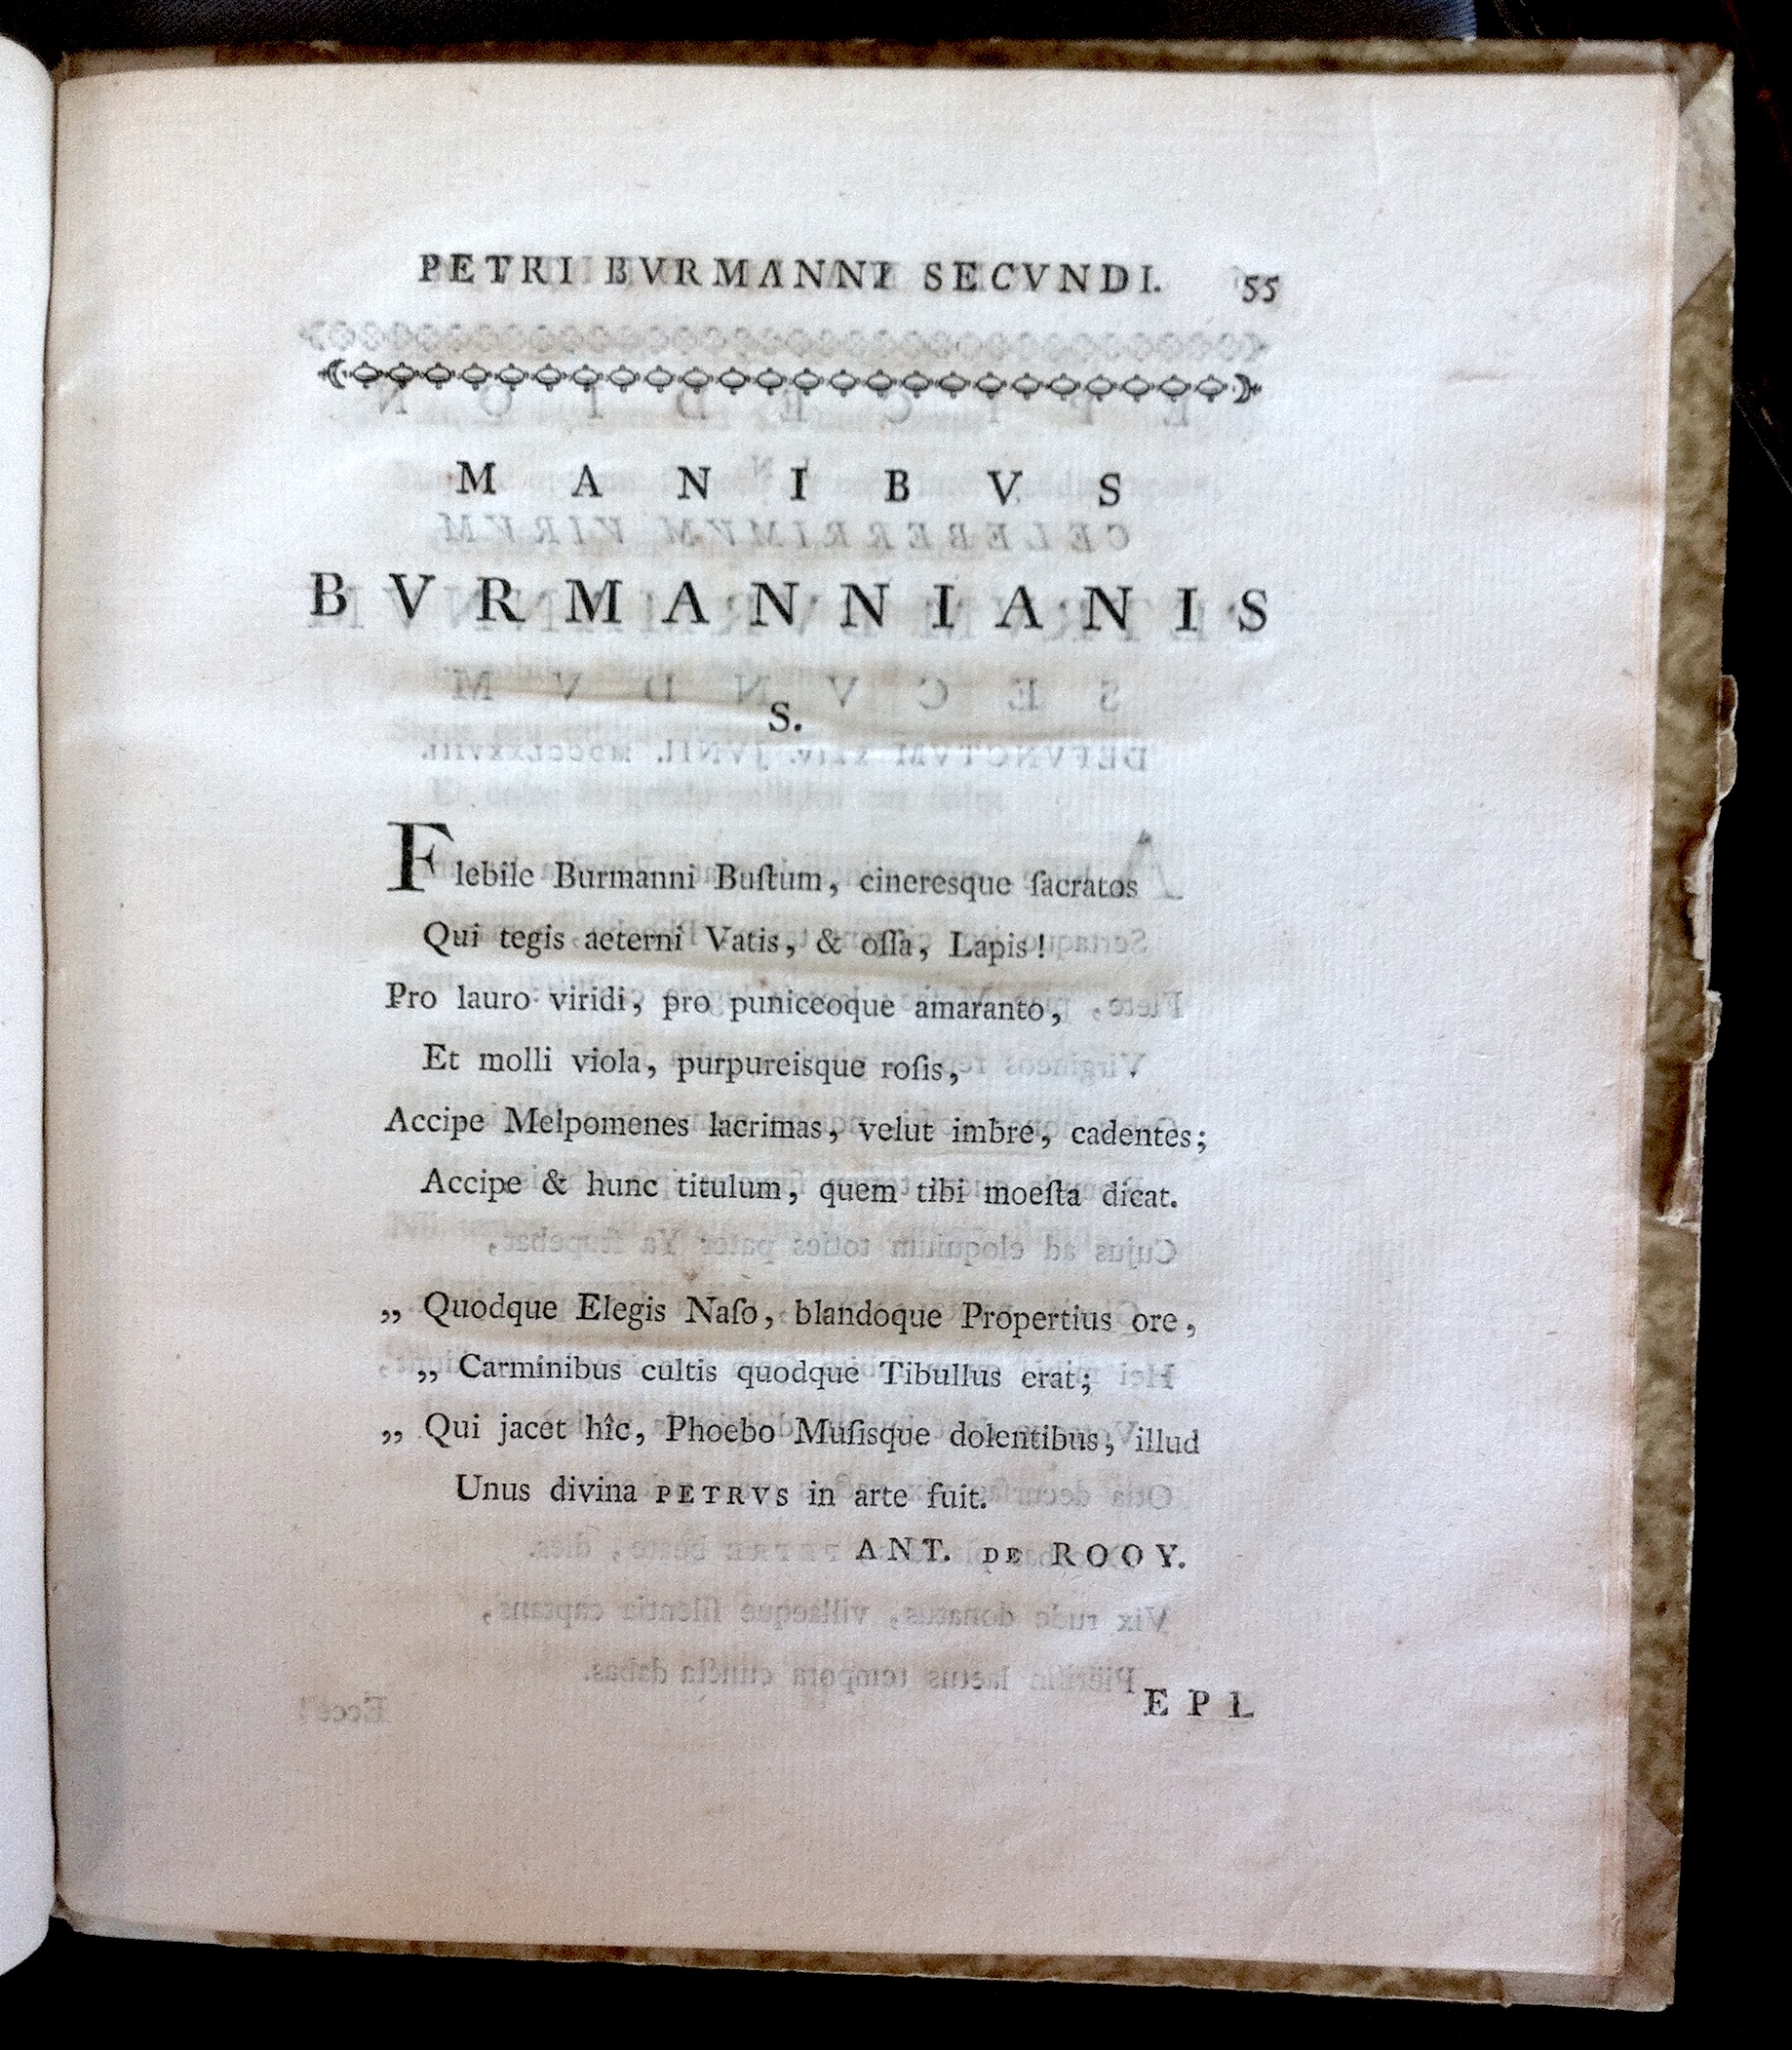 PETRI BVRMANNI SECVNDI. 55
MANIBVS
BVRMANNIANIS
S.
Flebile Burmanni Buſtum, cineresque ſacratos
Qui tegis aeterni Vatis, & oſſa, Lapis!
Pro lauro viridi, pro puniceoque amaranto,
Et molli viola, purpureisque roſis,
Accipe Melpomenes lacrimas, velut imbre, cadentes;
Accipe & hunc titulum, quem tibi moeſta dicat.
„ Quodque Elegis Naſo, blandoque Propertius ore,
„ Carminibus cultis quodque Tibullus erat;
„ Qui jacet hîc, Phoebo Muſisque dolentibus, illud
Unus divina PETRVS in arte fuit.
ANT. DE ROOY.
EPI.